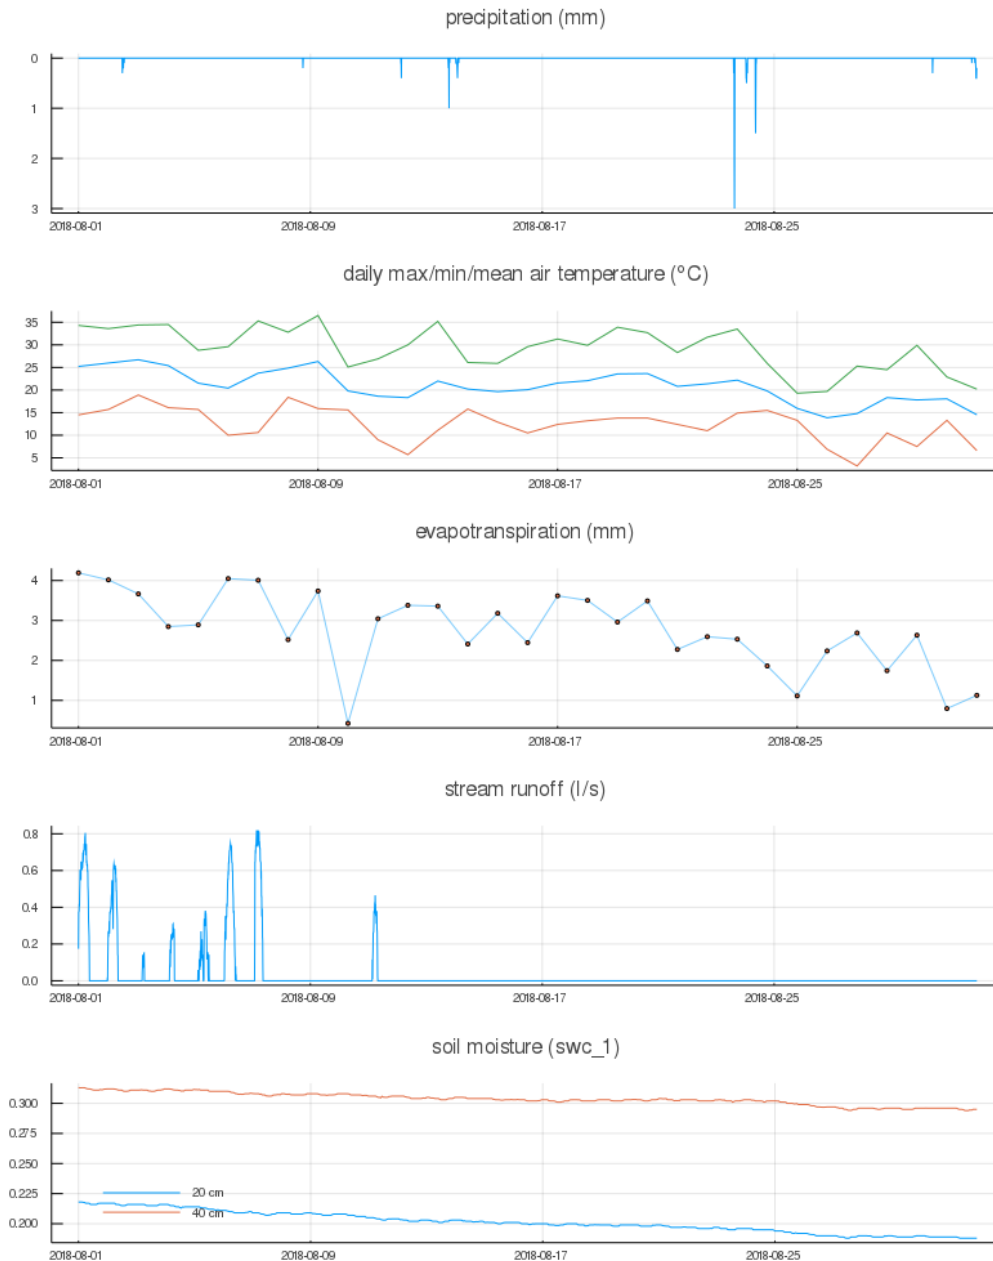 precipitation (mm)
0
1
2
3
2018-08-01 2018-08-09 2018-08-17 2018-08-25
daily max/min/mean air temperature (ºC)
35
30
25
20
15
10
5
2018-08-01 2018-08-09 2018-08-17 2018-08-25
evapotranspiration (mm)
4
3
2
1
2018-08-01 2018-08-09 2018-08-17 2018-08-25
stream runoff (l/s)
0.8
0.6
0.4
0.2
0.0
2018-08-01 2018-08-09 2018-08-17 2018-08-25
soil moisture (swc_1)
0.300
0.275
0.250
0.225
0.200
20 cm
40 cm
2018-08-01 2018-08-09 2018-08-17 2018-08-25